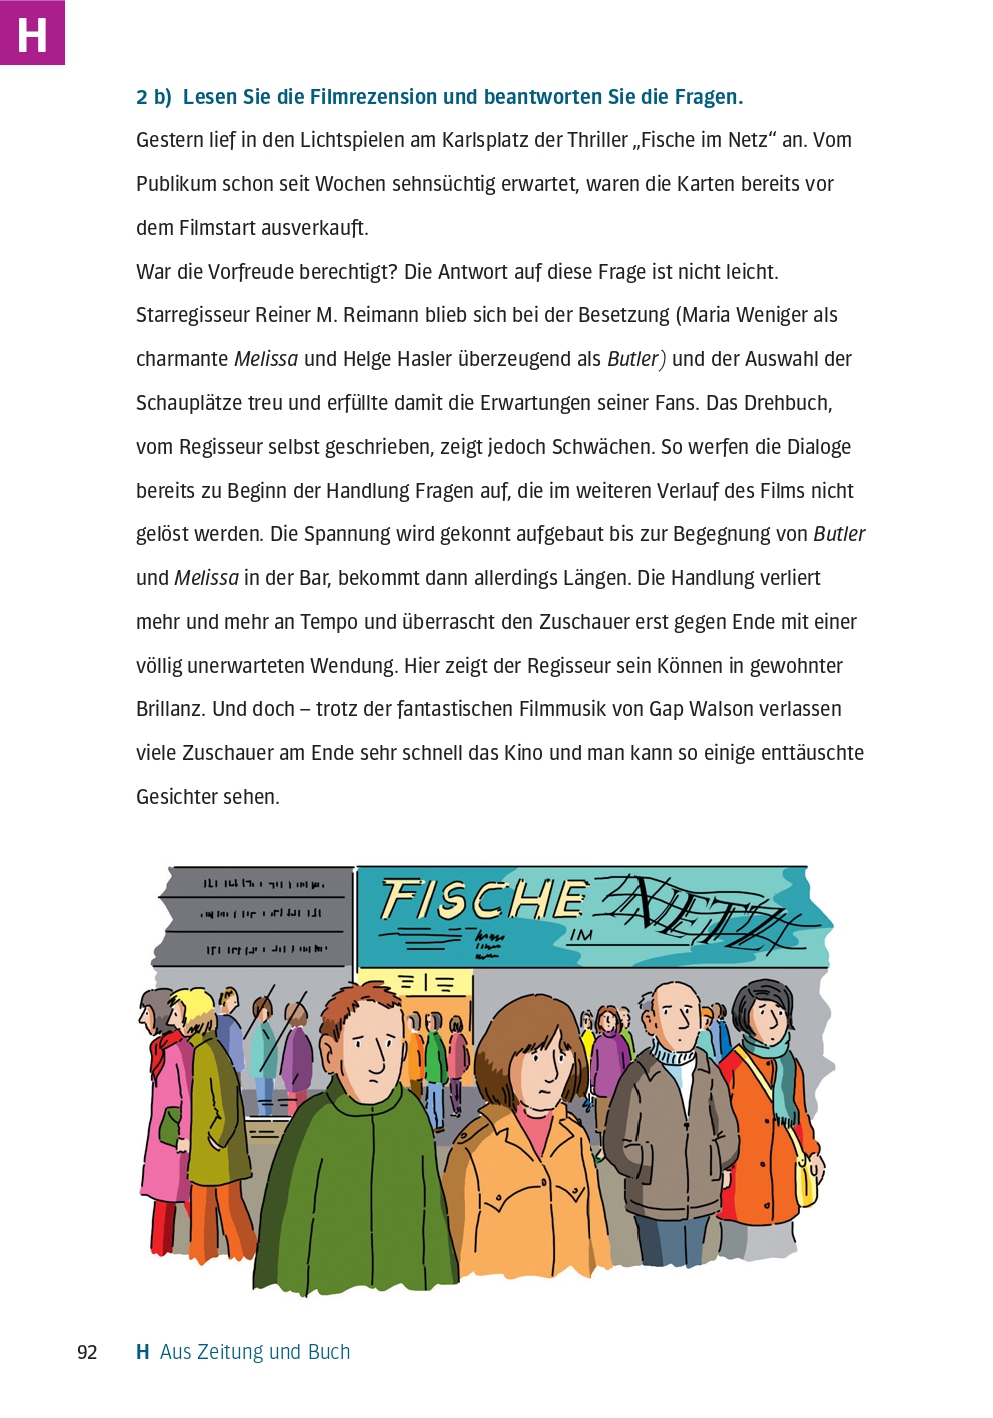 H
2 b) Lesen Sie die Filmrezension und beantworten Sie die Fragen.
Gestern lief in den Lichtspielen am Karlsplatz der Thriller „Fische im Netz“ an. Vom
Publikum schon seit Wochen sehnsüchtig erwartet, waren die Karten bereits vor
dem Filmstart ausverkauft.
War die Vorfreude berechtigt? Die Antwort auf diese Frage ist nicht leicht.
Starregisseur Reiner M. Reimann blieb sich bei der Besetzung (Maria Weniger als
charmante Melissa und Helge Hasler überzeugend als Butler) und der Auswahl der
Schauplätze treu und erfüllte damit die Erwartungen seiner Fans. Das Drehbuch,
vom Regisseur selbst geschrieben, zeigt jedoch Schwächen. So werfen die Dialoge
bereits zu Beginn der Handlung Fragen auf, die im weiteren Verlauf des Films nicht
gelöst werden. Die Spannung wird gekonnt aufgebaut bis zur Begegnung von Butler
und Melissa in der Bar, bekommt dann allerdings Längen. Die Handlung verliert
mehr und mehr an Tempo und überrascht den Zuschauer erst gegen Ende mit einer
völlig unerwarteten Wendung. Hier zeigt der Regisseur sein Können in gewohnter
Brillanz. Und doch – trotz der fantastischen Filmmusik von Gap Walson verlassen
viele Zuschauer am Ende sehr schnell das Kino und man kann so einige enttäuschte
Gesichter sehen.
FISCHE
IM
NETZ
92 H Aus Zeitung und Buch